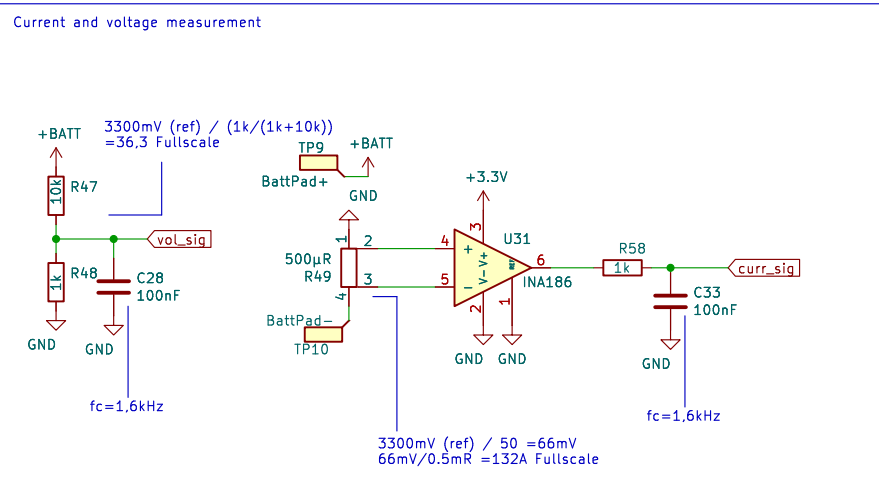 Current and voltage measurement
3300mV (ref) / (1k/(1k+10k))
=36,3 Fullscale
+BATT
R47
10k
vol_sig
R48
1k
C28
100nF
GND
GND
fc=1,6kHz
TP9
+BATT
BattPad+
GND
1
2
500µR
R49
3
4
BattPad-
TP10
+3.3V
3
U31
4
+
V+
V-
REF
6
5
-
INA186
2
1
GND
GND
3300mV (ref) / 50 =66mV
66mV/0.5mR =132A Fullscale
R58
1k
curr_sig
C33
100nF
GND
fc=1,6kHz